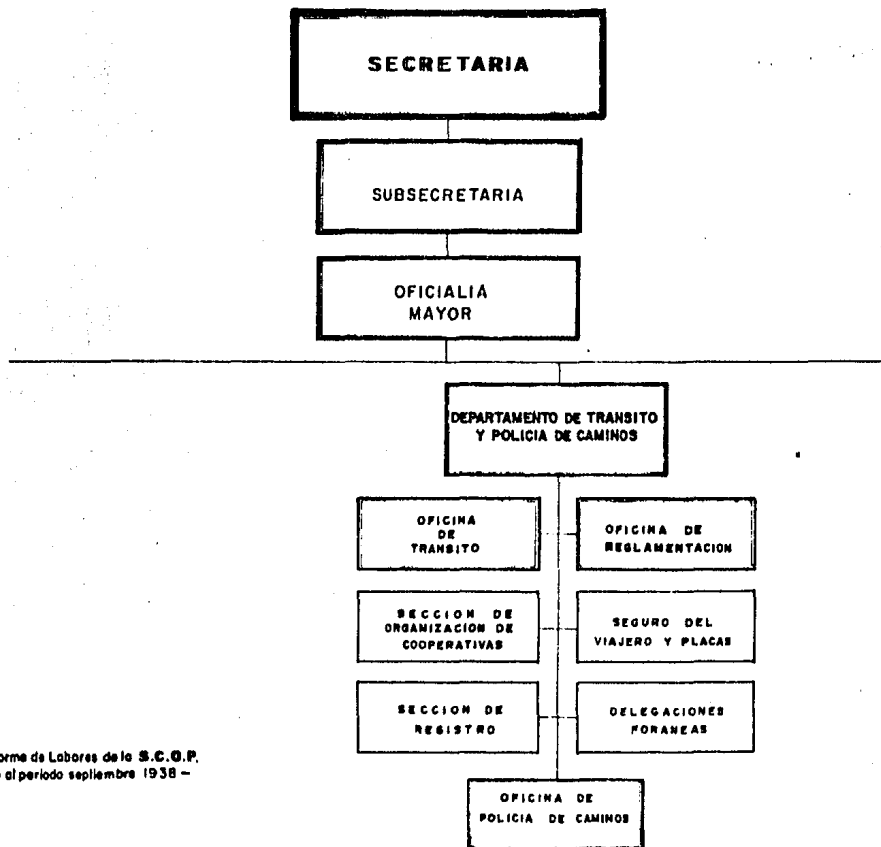 SECRETARIA
SUBSECRETARIA
OFICIALIA
MAYOR
DEPARTAMENTO DE TRANSITO
Y POLICIA DE CAMINOS
OFICINA
DE
TRANSITO
OFICINA DE
REGLAMENTACION
SECCION DE
ORGANIZACION DE
COOPERATIVAS
SEGURO DEL
VIAJERO Y PLACAS
SECCION DE
REGISTRO
DELEGACIONES
FORANEAS
OFICINA DE
POLICIA DE CAMINOS
orme de Labores de la S.C.O.P.
al periodo septiembre 1938 –